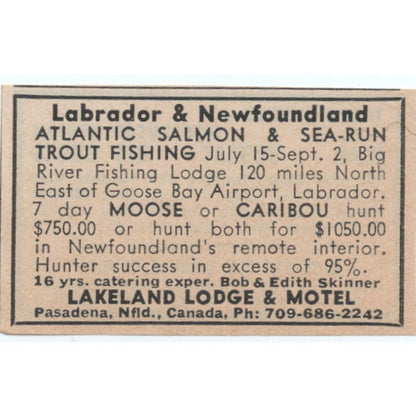 Labrador & Newfoundland
ATLANTIC SALMON & SEA-RUN
TROUT FISHING July 15-Sept. 2, Big
River Fishing Lodge 120 miles North
East of Goose Bay Airport, Labrador.
7 day MOOSE or CARIBOU hunt
$750.00 or hunt both for $1050.00
in Newfoundland's remote interior.
Hunter success in excess of 95%.
16 yrs. catering exper. Bob & Edith Skinner
LAKELAND LODGE & MOTEL
Pasadena, Nfld., Canada, Ph: 709-686-2242